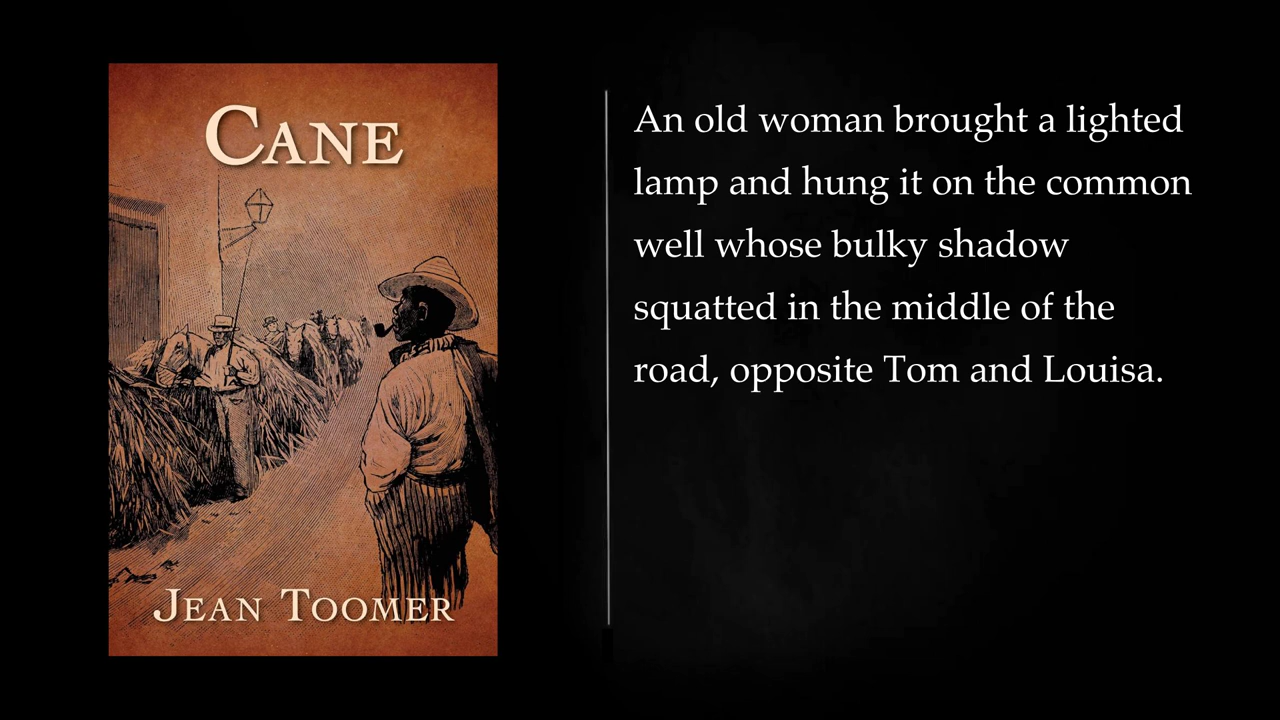 CANE
JEAN TOOMER
An old woman brought a lighted
lamp and hung it on the common
well whose bulky shadow
squatted in the middle of the
road, opposite Tom and Louisa.